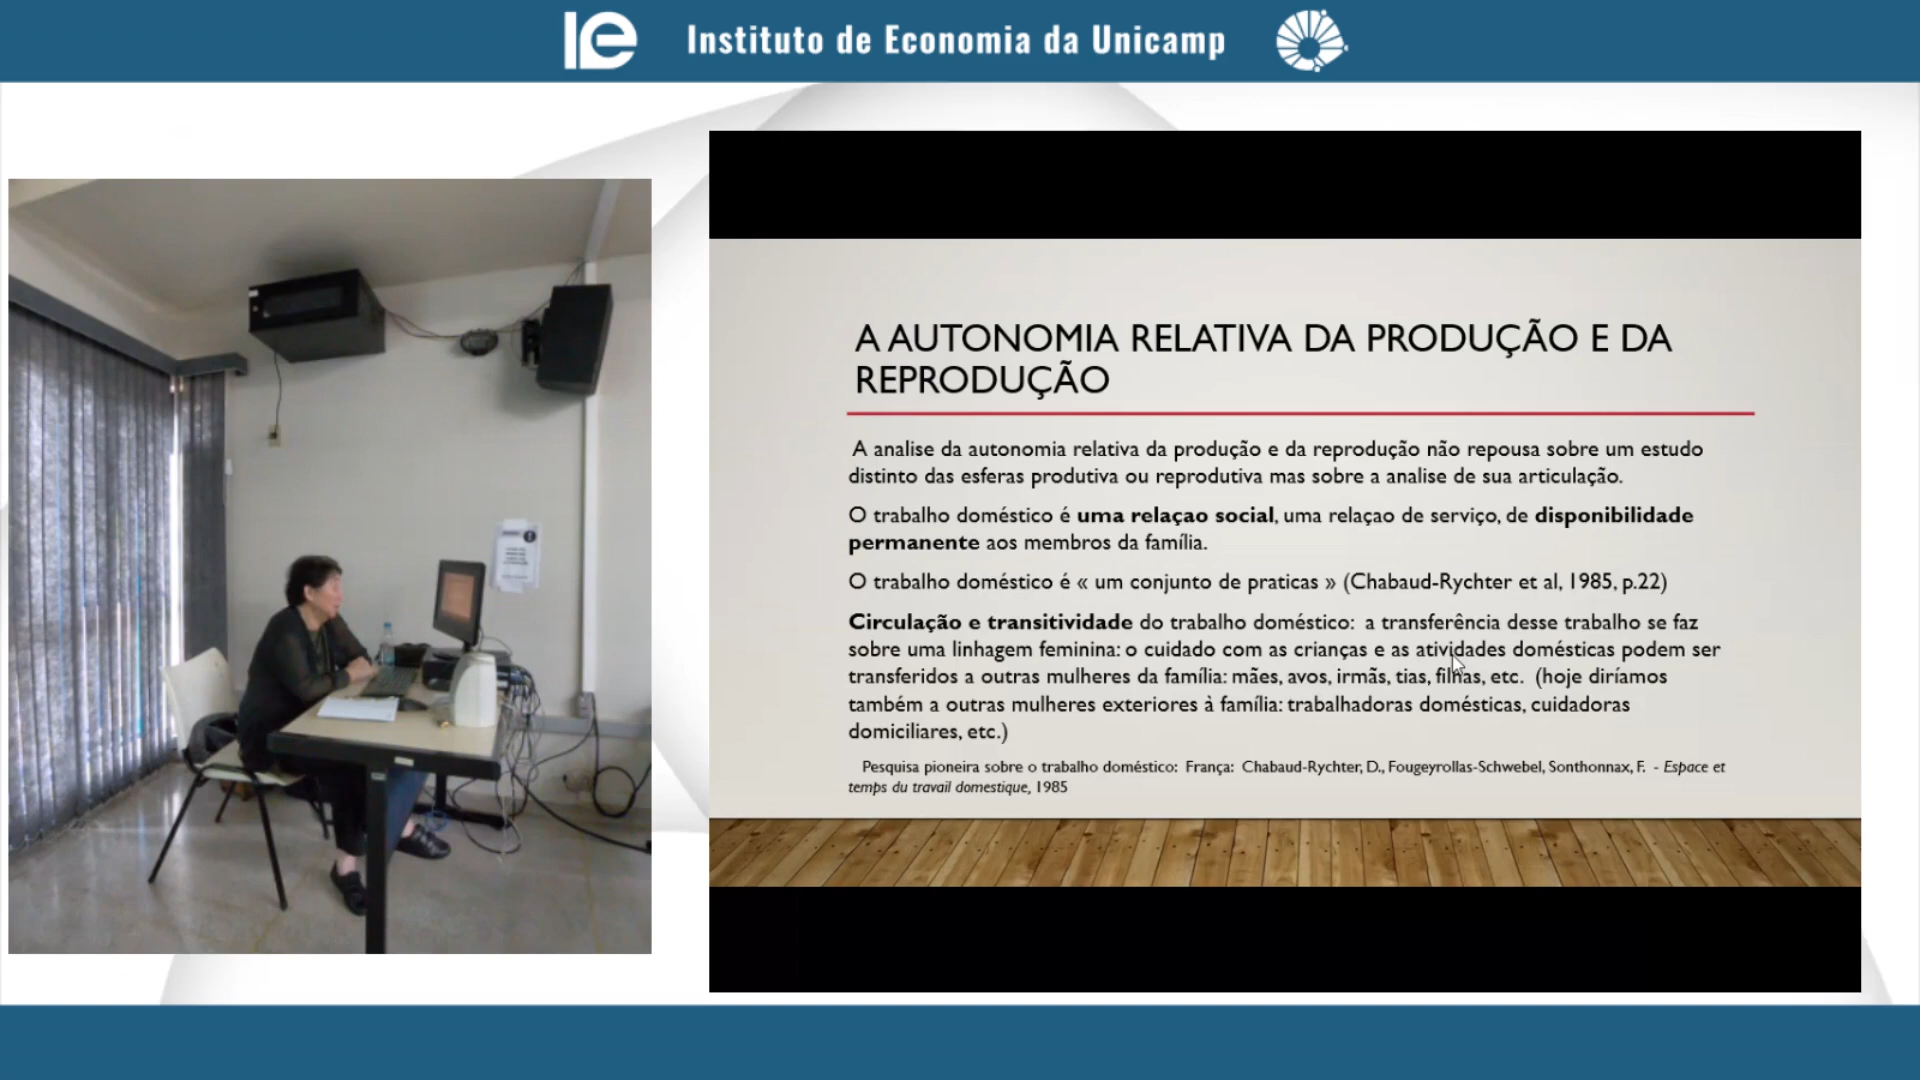 Ie Instituto de Economia da Unicamp
A AUTONOMIA RELATIVA DA PRODUÇÃO E DA
REPRODUÇÃO
A analise da autonomia relativa da produção e da reprodução não repousa sobre um estudo
distinto das esferas produtiva ou reprodutiva mas sobre a analise de sua articulação.
O trabalho doméstico é uma relaçao social, uma relaçao de serviço, de disponibilidade
permanente aos membros da família.
O trabalho doméstico é « um conjunto de praticas » (Chabaud-Rychter et al, 1985, p.22)
Circulação e transitividade do trabalho doméstico: a transferência desse trabalho se faz
sobre uma linhagem feminina: o cuidado com as crianças e as atividades domésticas podem ser
transferidos a outras mulheres da família: mães, avos, irmãs, tias, filhas, etc. (hoje diríamos
também a outras mulheres exteriores à família: trabalhadoras domésticas, cuidadoras
domiciliares, etc.)
Pesquisa pioneira sobre o trabalho doméstico: França: Chabaud-Rychter, D., Fougeyrollas-Schwebel, Sonthonnax, F. - Espace et
temps du travail domestique, 1985